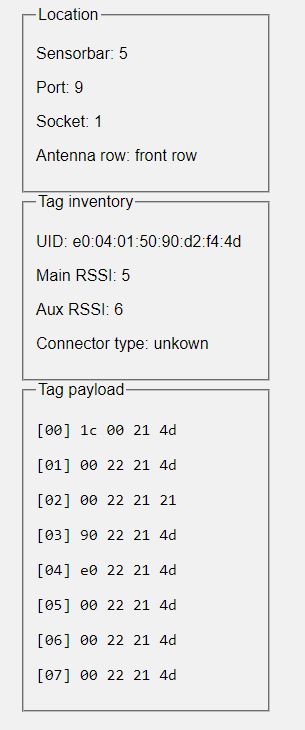 Location
Sensorbar: 5
Port: 9
Socket: 1
Antenna row: front row
Tag inventory
UID: e0:04:01:50:90:d2:f4:4d
Main RSSI: 5
Aux RSSI: 6
Connector type: unkown
Tag payload
[00] 1c 00 21 4d
[01] 00 22 21 4d
[02] 00 22 21 21
[03] 90 22 21 4d
[04] e0 22 21 4d
[05] 00 22 21 4d
[06] 00 22 21 4d
[07] 00 22 21 4d